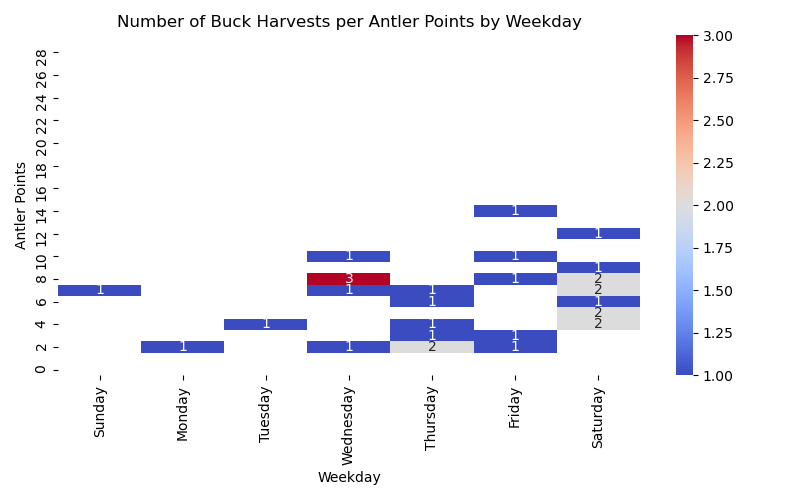 Number of Buck Harvests per Antler Points by Weekday
Antler Points
28
26
24
22
20
18
16
14
12
10
8
6
4
2
0
1
1
1 1
1
3 1 2
1 1 1 2
1 1
2
1 1 2
1 1
1 1 2 1
Sunday
Monday
Tuesday
Wednesday
Thursday
Friday
Saturday
Weekday
3.00
2.75
2.50
2.25
2.00
1.75
1.50
1.25
1.00